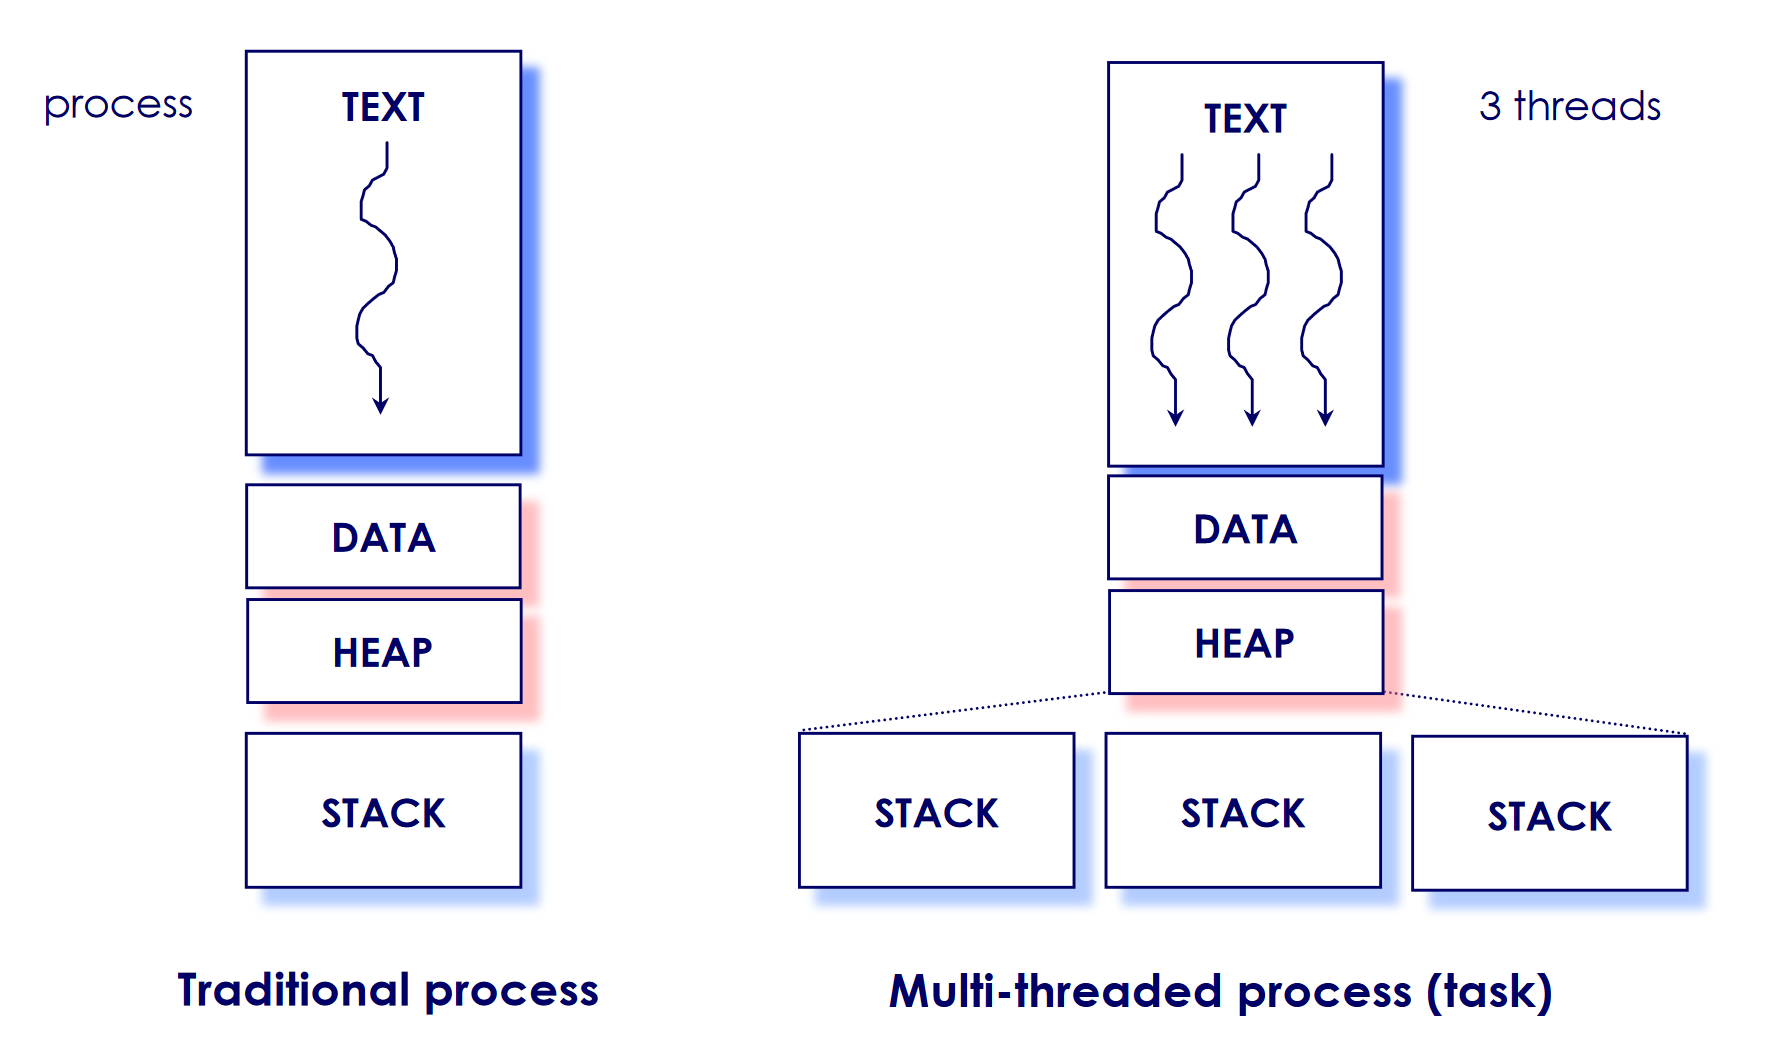 process
TEXT
DATA
HEAP
STACK
Traditional process
3 threads
TEXT
DATA
HEAP
STACK
STACK
STACK
Multi-threaded process (task)